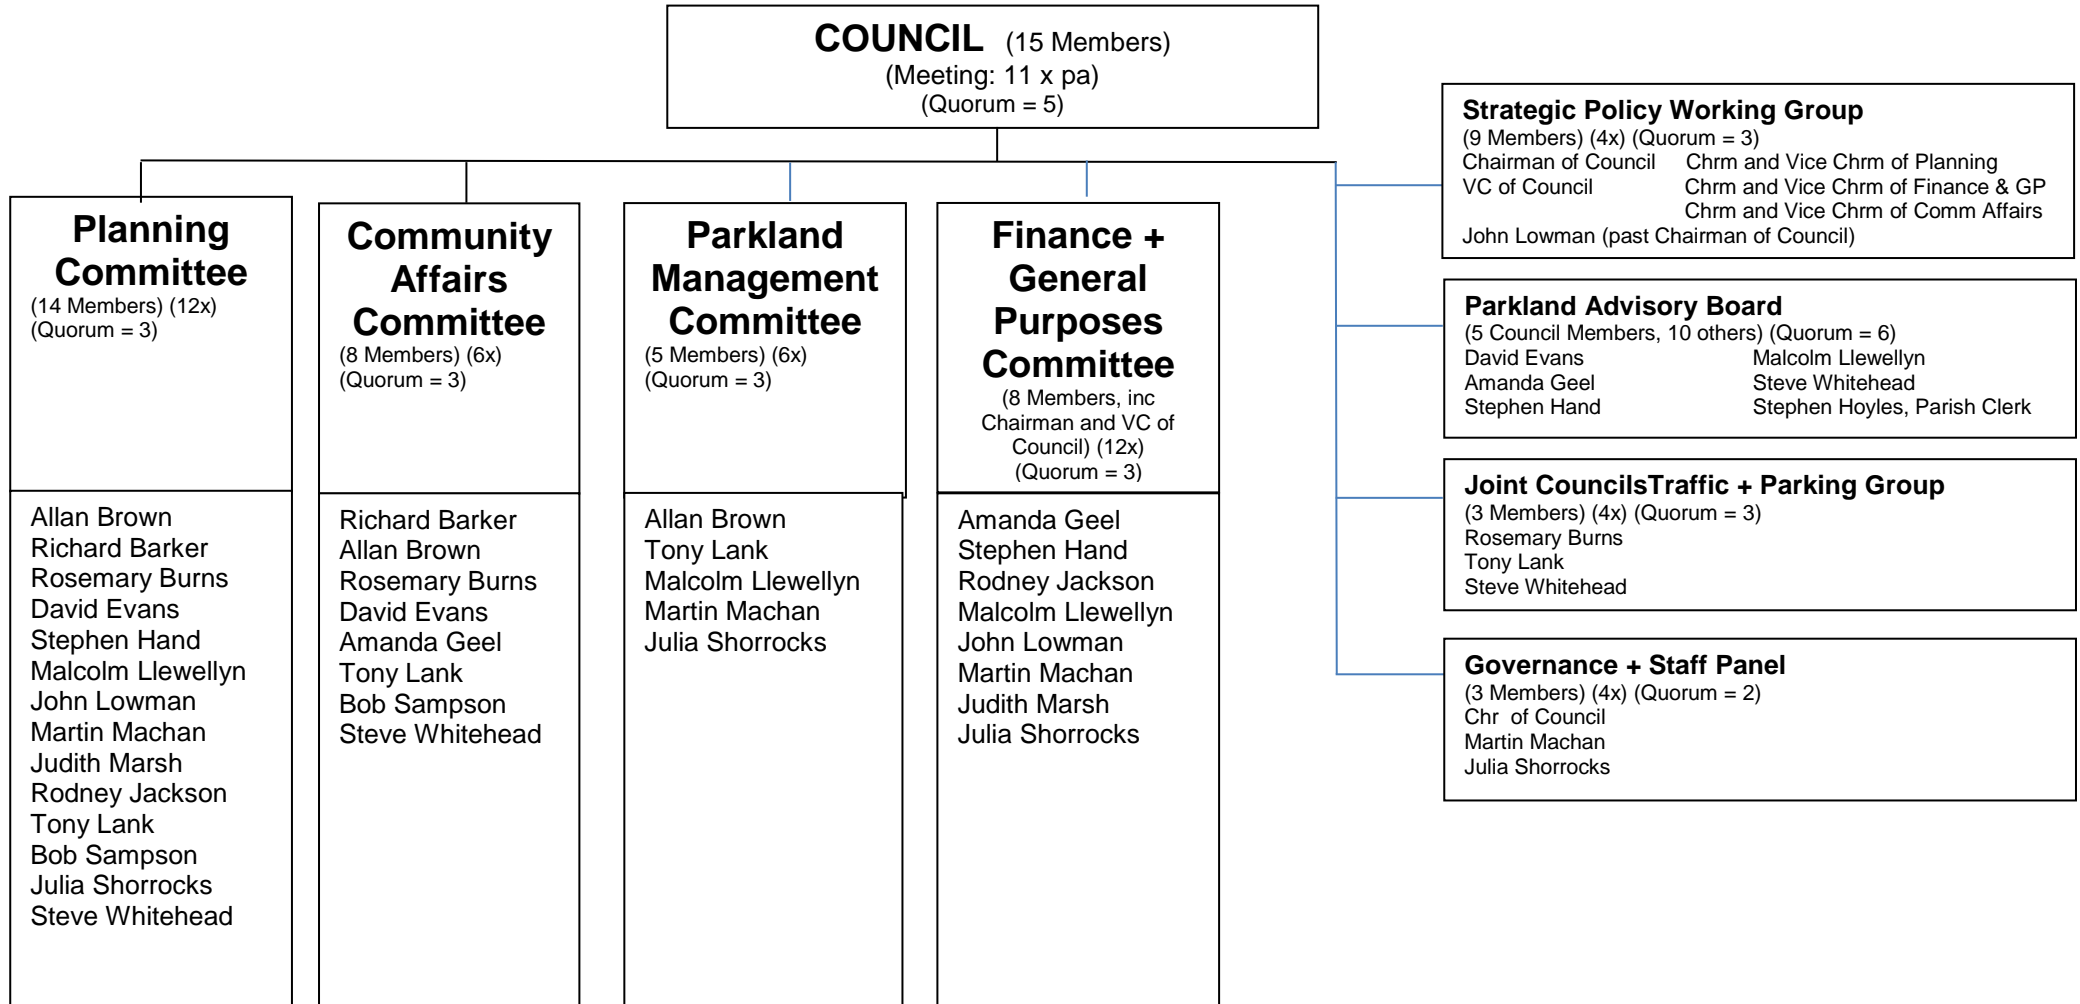 COUNCIL (15 Members)
(Meeting: 11 x pa)
(Quorum = 5)
Planning
Committee
(14 Members) (12x)
(Quorum = 3)
Allan Brown
Richard Barker
Rosemary Burns
David Evans
Stephen Hand
Malcolm Llewellyn
John Lowman
Martin Machan
Judith Marsh
Rodney Jackson
Tony Lank
Bob Sampson
Julia Shorrocks
Steve Whitehead
Community
Affairs
Committee
(8 Members) (6x)
(Quorum = 3)
Richard Barker
Allan Brown
Rosemary Burns
David Evans
Amanda Geel
Tony Lank
Bob Sampson
Steve Whitehead
Parkland
Management
Committee
(5 Members) (6x)
(Quorum = 3)
Allan Brown
Tony Lank
Malcolm Llewellyn
Martin Machan
Julia Shorrocks
Finance +
General
Purposes
Committee
(8 Members, inc
Chairman and VC of
Council) (12x)
(Quorum = 3)
Amanda Geel
Stephen Hand
Rodney Jackson
Malcolm Llewellyn
John Lowman
Martin Machan
Judith Marsh
Julia Shorrocks
Strategic Policy Working Group
(9 Members) (4x) (Quorum = 3)
Chairman of Council Chrm and Vice Chrm of Planning
VC of Council Chrm and Vice Chrm of Finance & GP
Chrm and Vice Chrm of Comm Affairs
John Lowman (past Chairman of Council)
Parkland Advisory Board
(5 Council Members, 10 others) (Quorum = 6)
David Evans Malcolm Llewellyn
Amanda Geel Steve Whitehead
Stephen Hand Stephen Hoyles, Parish Clerk
Joint CouncilsTraffic + Parking Group
(3 Members) (4x) (Quorum = 3)
Rosemary Burns
Tony Lank
Steve Whitehead
Governance + Staff Panel
(3 Members) (4x) (Quorum = 2)
Chr of Council
Martin Machan
Julia Shorrocks